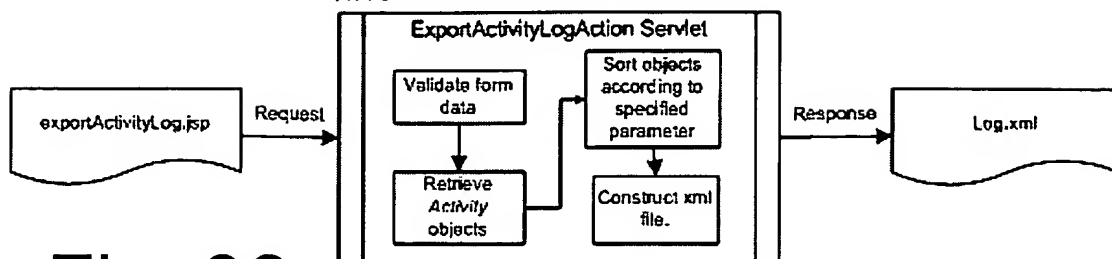 ExportActivityLogAction Servlet
exportActivityLog.jsp
Request
Validate form
data
Retrieve
Activity
objects
Sort objects
according to
specified
parameter
Construct xml
file.
Response
Log.xml